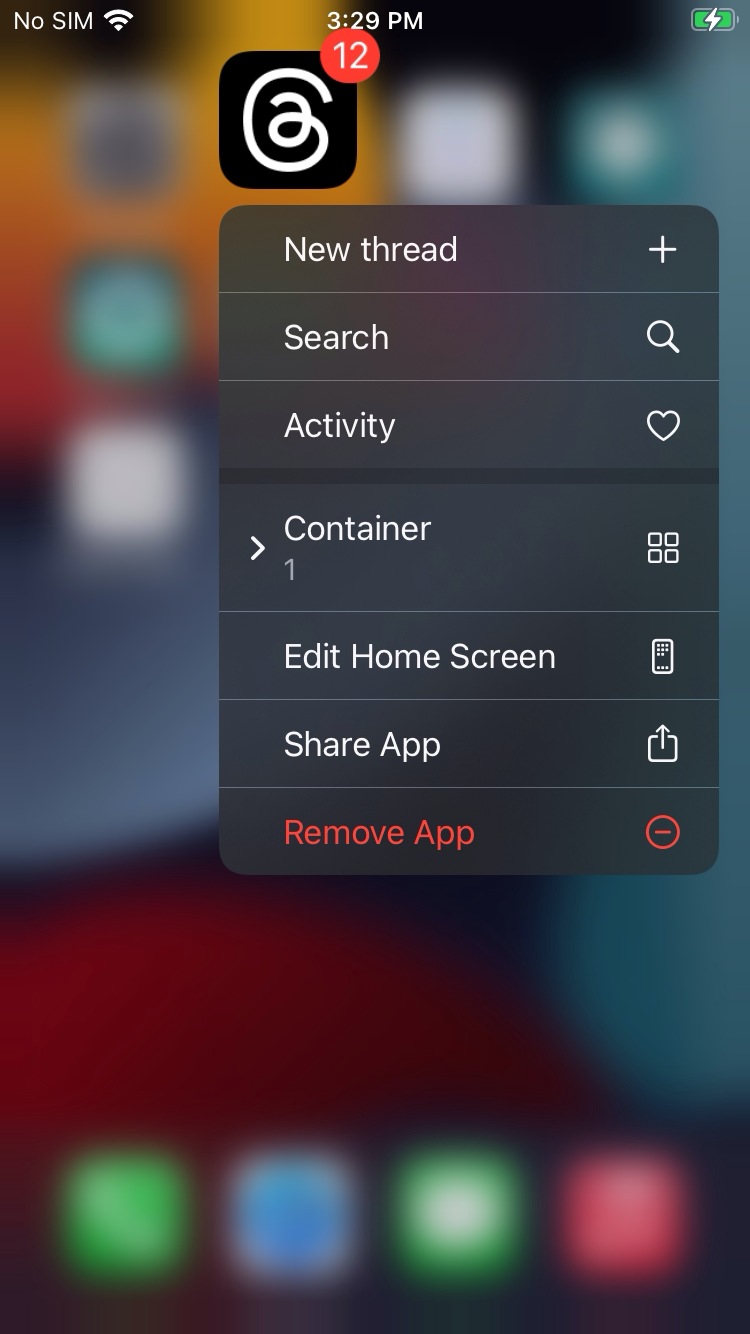 No SIM 3:29 PM
12
New thread
Search
Activity
Container
1
Edit Home Screen
Share App
Remove App